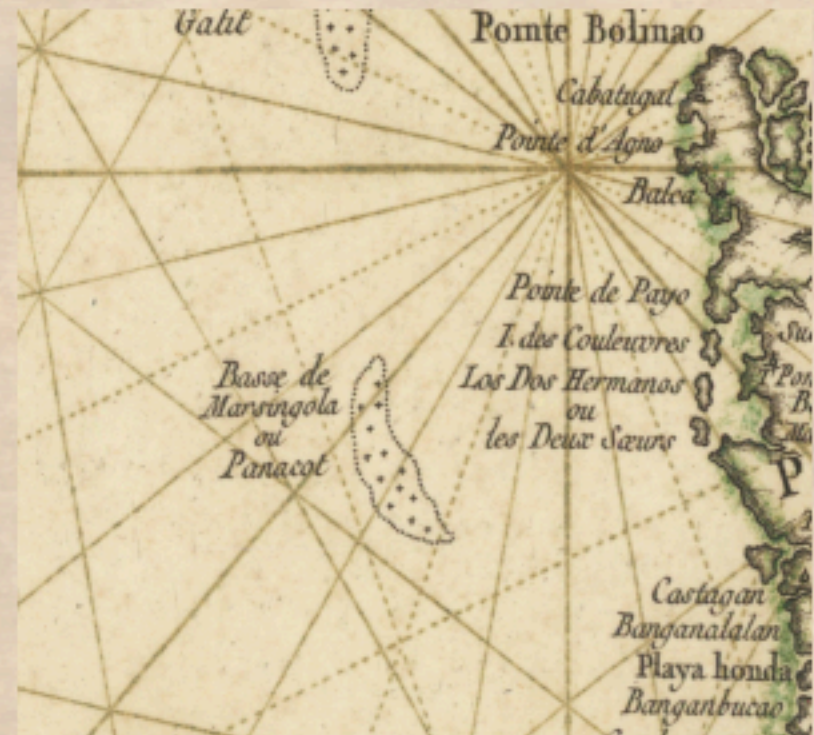 Galit
Pointe Bolinao
Cabatugal
Pointe d'Agno
Balca
Pointe de Payo
I. des Couleuvres
Los Dos Hermanos
ou
les Deux Sœurs
Basse de
Marsingola
ou
Panacot
P
Castagan
Banganalalan
Playa honda
Banganbucao